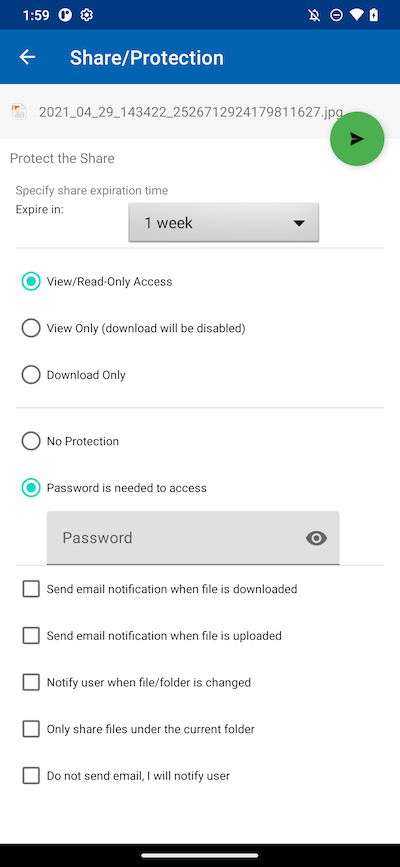 1:59
Share/Protection
2021_04_29_143422_2526712924179811627.jpg
Protect the Share
Specify share expiration time
Expire in:
1 week
View/Read-Only Access
View Only (download will be disabled)
Download Only
No Protection
Password is needed to access
Password
Send email notification when file is downloaded
Send email notification when file is uploaded
Notify user when file/folder is changed
Only share files under the current folder
Do not send email, I will notify user